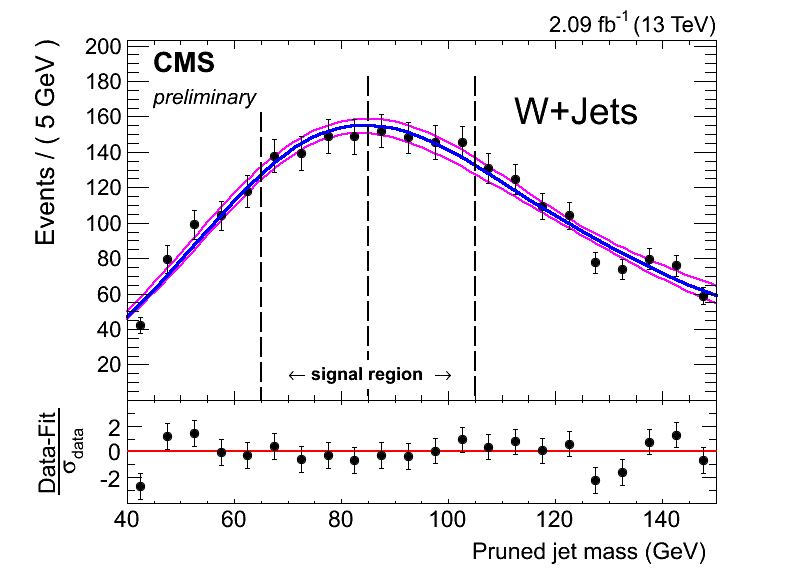 2.09 fb⁻¹ (13 TeV)
CMS
preliminary
W+Jets
Events / ( 5 GeV )
200
180
160
140
120
100
80
60
40
20
← signal region →
Data-Fit
σdata
2
0
-2
40 60 80 100 120 140
Pruned jet mass (GeV)